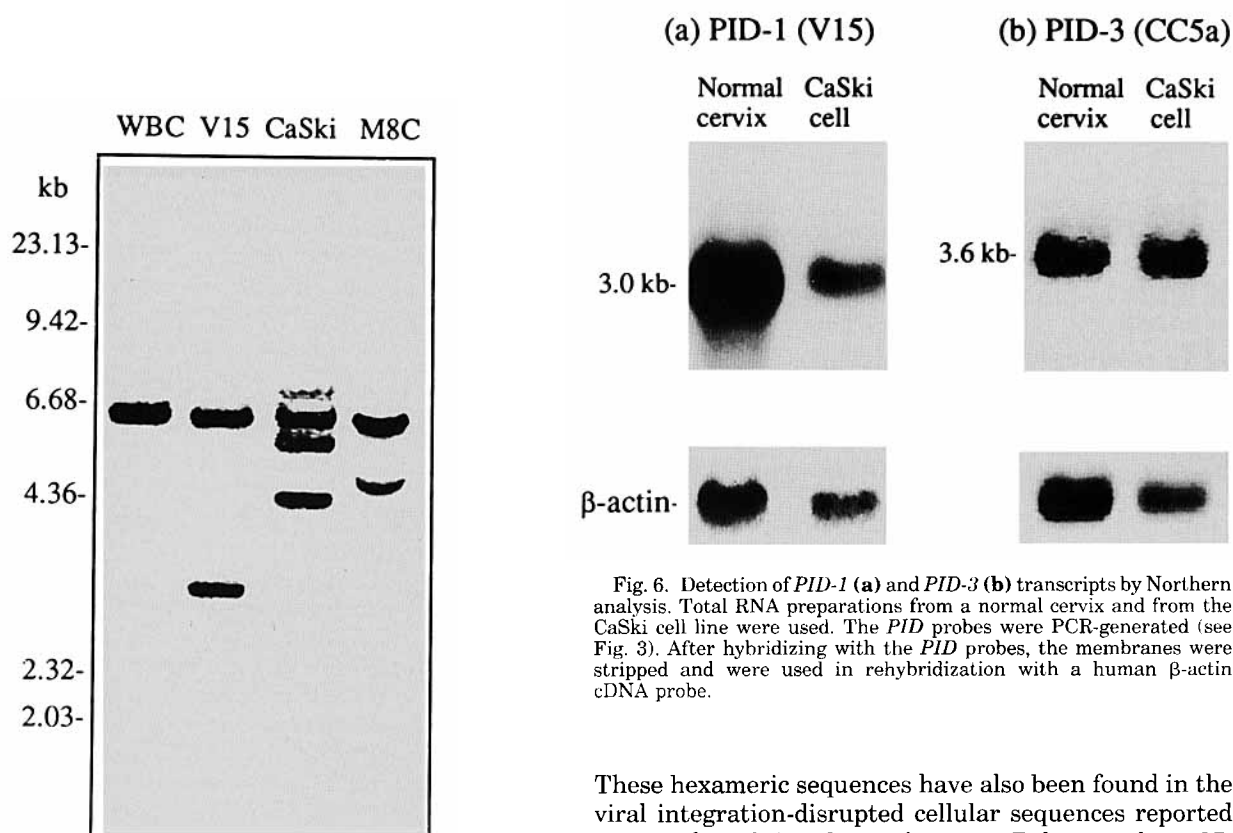 WBC V15 CaSki M8C
kb
23.13-
9.42-
6.68-
4.36-
2.32-
2.03-
(a) PID-1 (V15)
(b) PID-3 (CC5a)
Normal CaSki
cervix cell
Normal CaSki
cervix cell
3.0 kb-
3.6 kb-
β-actin-
Fig. 6. Detection of PID-1 (a) and PID-3 (b) transcripts by Northern
analysis. Total RNA preparations from a normal cervix and from the
CaSki cell line were used. The PID probes were PCR-generated (see
Fig. 3). After hybridizing with the PID probes, the membranes were
stripped and were used in rehybridization with a human β-actin
cDNA probe.
These hexameric sequences have also been found in the
viral integration-disrupted cellular sequences reported